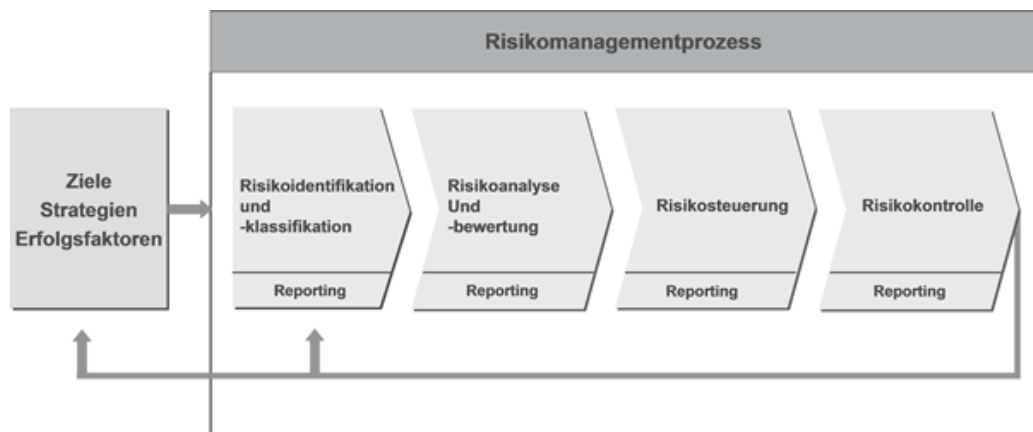 Risikomanagementprozess
Ziele
Strategien
Erfolgsfaktoren
Risikoidentifikation
und
-klassifikation
Reporting
Risikoanalyse
Und
-bewertung
Reporting
Risikosteuerung
Reporting
Risikokontrolle
Reporting